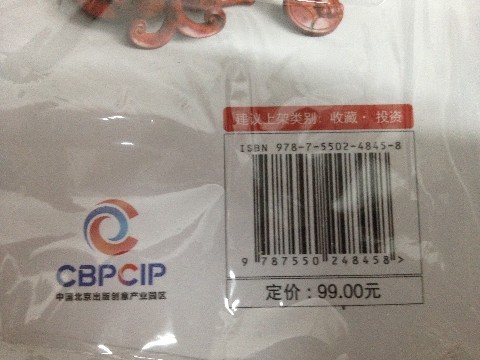 建议上架类别：收藏·投资
ISBN 978-7-5502-4845-8
9 787550 248458 >
定价：99.00元
CBPCIP
中国北京出版创意产业园区